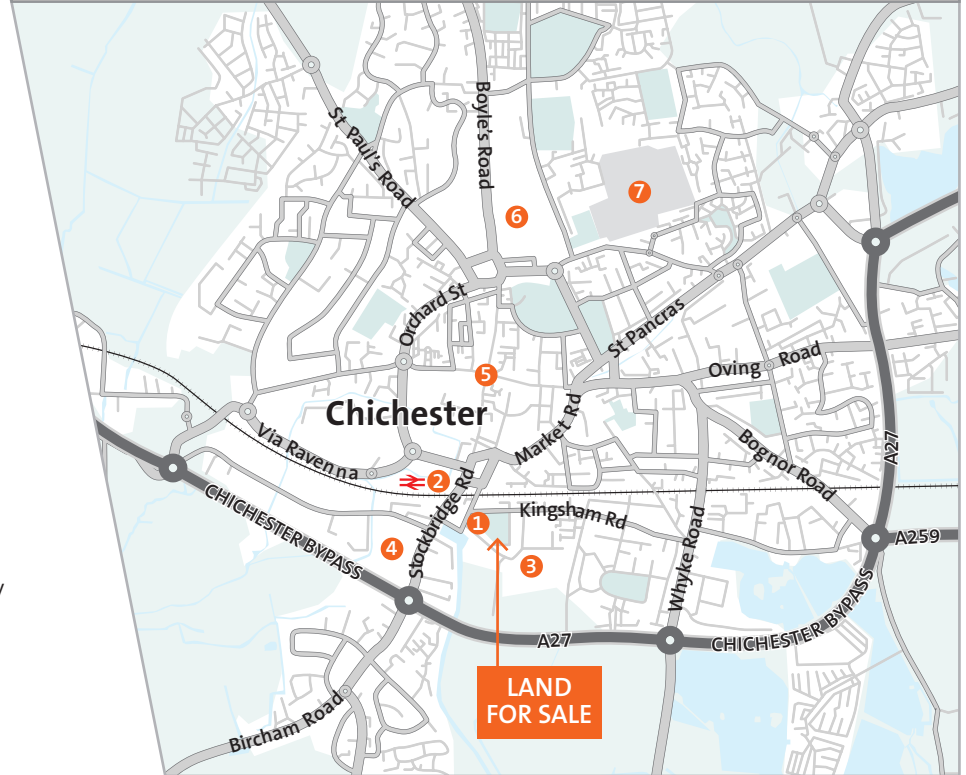 Boyle's Road
St Paul's Road
7
6
Orchard St
St Pancras
5
Oving Road
Chichester
Market Rd
Via Ravenna
Bognor Road
A27
2
Stockbridge Rd
CHICHESTER BYPASS
1
Kingsham Rd
A259
4
3
Whyke Road
A27
CHICHESTER BYPASS
LAND
FOR SALE
Bircham Road